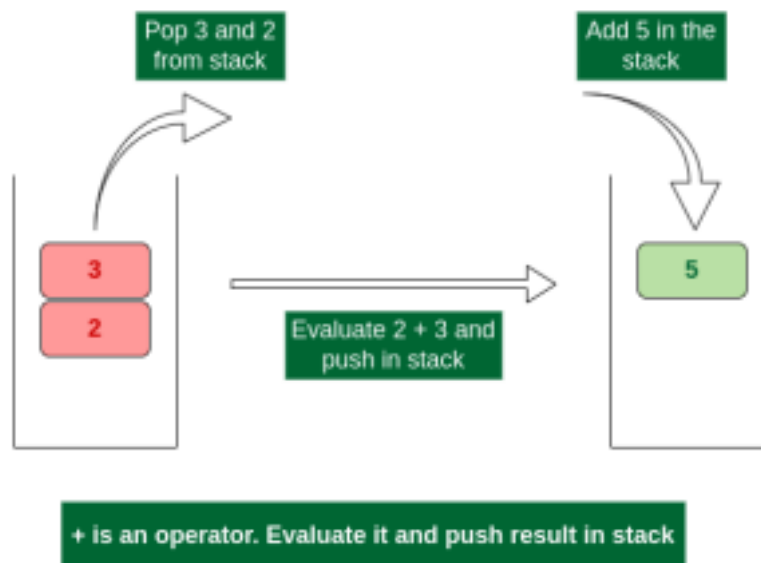 Pop 3 and 2
from stack
Add 5 in the
stack
3
2
5
Evaluate 2 + 3 and
push in stack
+ is an operator. Evaluate it and push result in stack